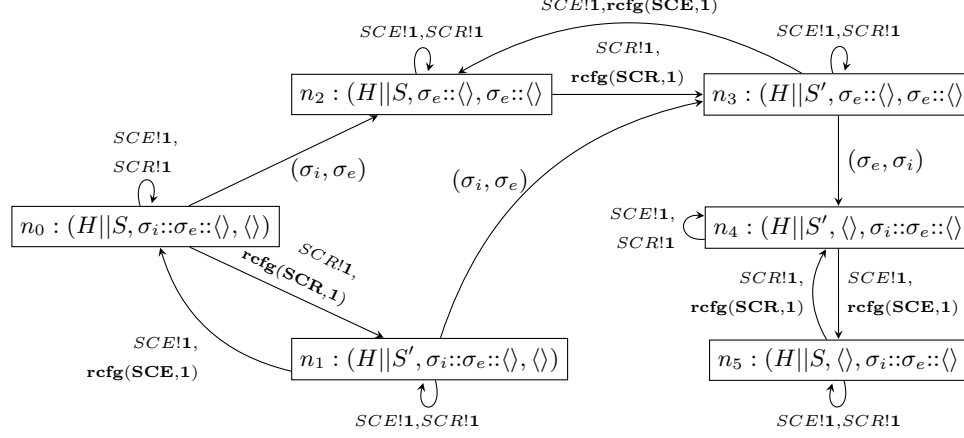 SCE!1,rcfg(SCE,1)
SCE!1,SCR!1
SCR!1,
rcfg(SCR,1)
SCE!1,SCR!1
n₂ : (H||S, σₑ::⟨⟩, σₑ::⟨⟩
n₃ : (H||S′, σₑ::⟨⟩, σₑ::⟨⟩
SCE!1,
SCR!1
(σᵢ, σₑ)
(σᵢ, σₑ)
(σₑ, σᵢ)
n₀ : (H||S, σᵢ::σₑ::⟨⟩, ⟨⟩)
SCE!1,
SCR!1
n₄ : (H||S′, ⟨⟩, σᵢ::σₑ::⟨⟩
SCR!1,
rcfg(SCR,1)
SCR!1,
rcfg(SCR,1)
SCE!1,
rcfg(SCE,1)
SCE!1,
rcfg(SCE,1)
n₁ : (H||S′, σᵢ::σₑ::⟨⟩, ⟨⟩)
n₅ : (H||S, ⟨⟩, σᵢ::σₑ::⟨⟩
SCE!1,SCR!1
SCE!1,SCR!1